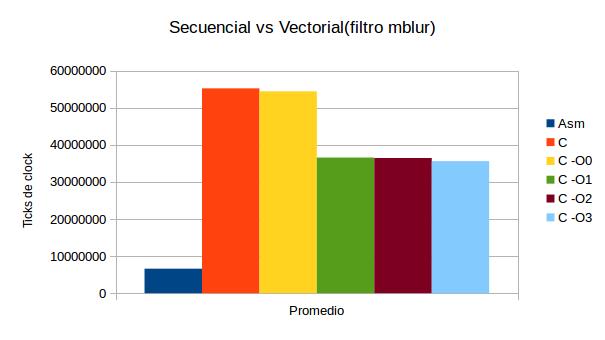 Secuencial vs Vectorial(filtro mblur)
60000000
50000000
40000000
30000000
20000000
10000000
0
Ticks de clock
Promedio
Asm
C
C -O0
C -O1
C -O2
C -O3